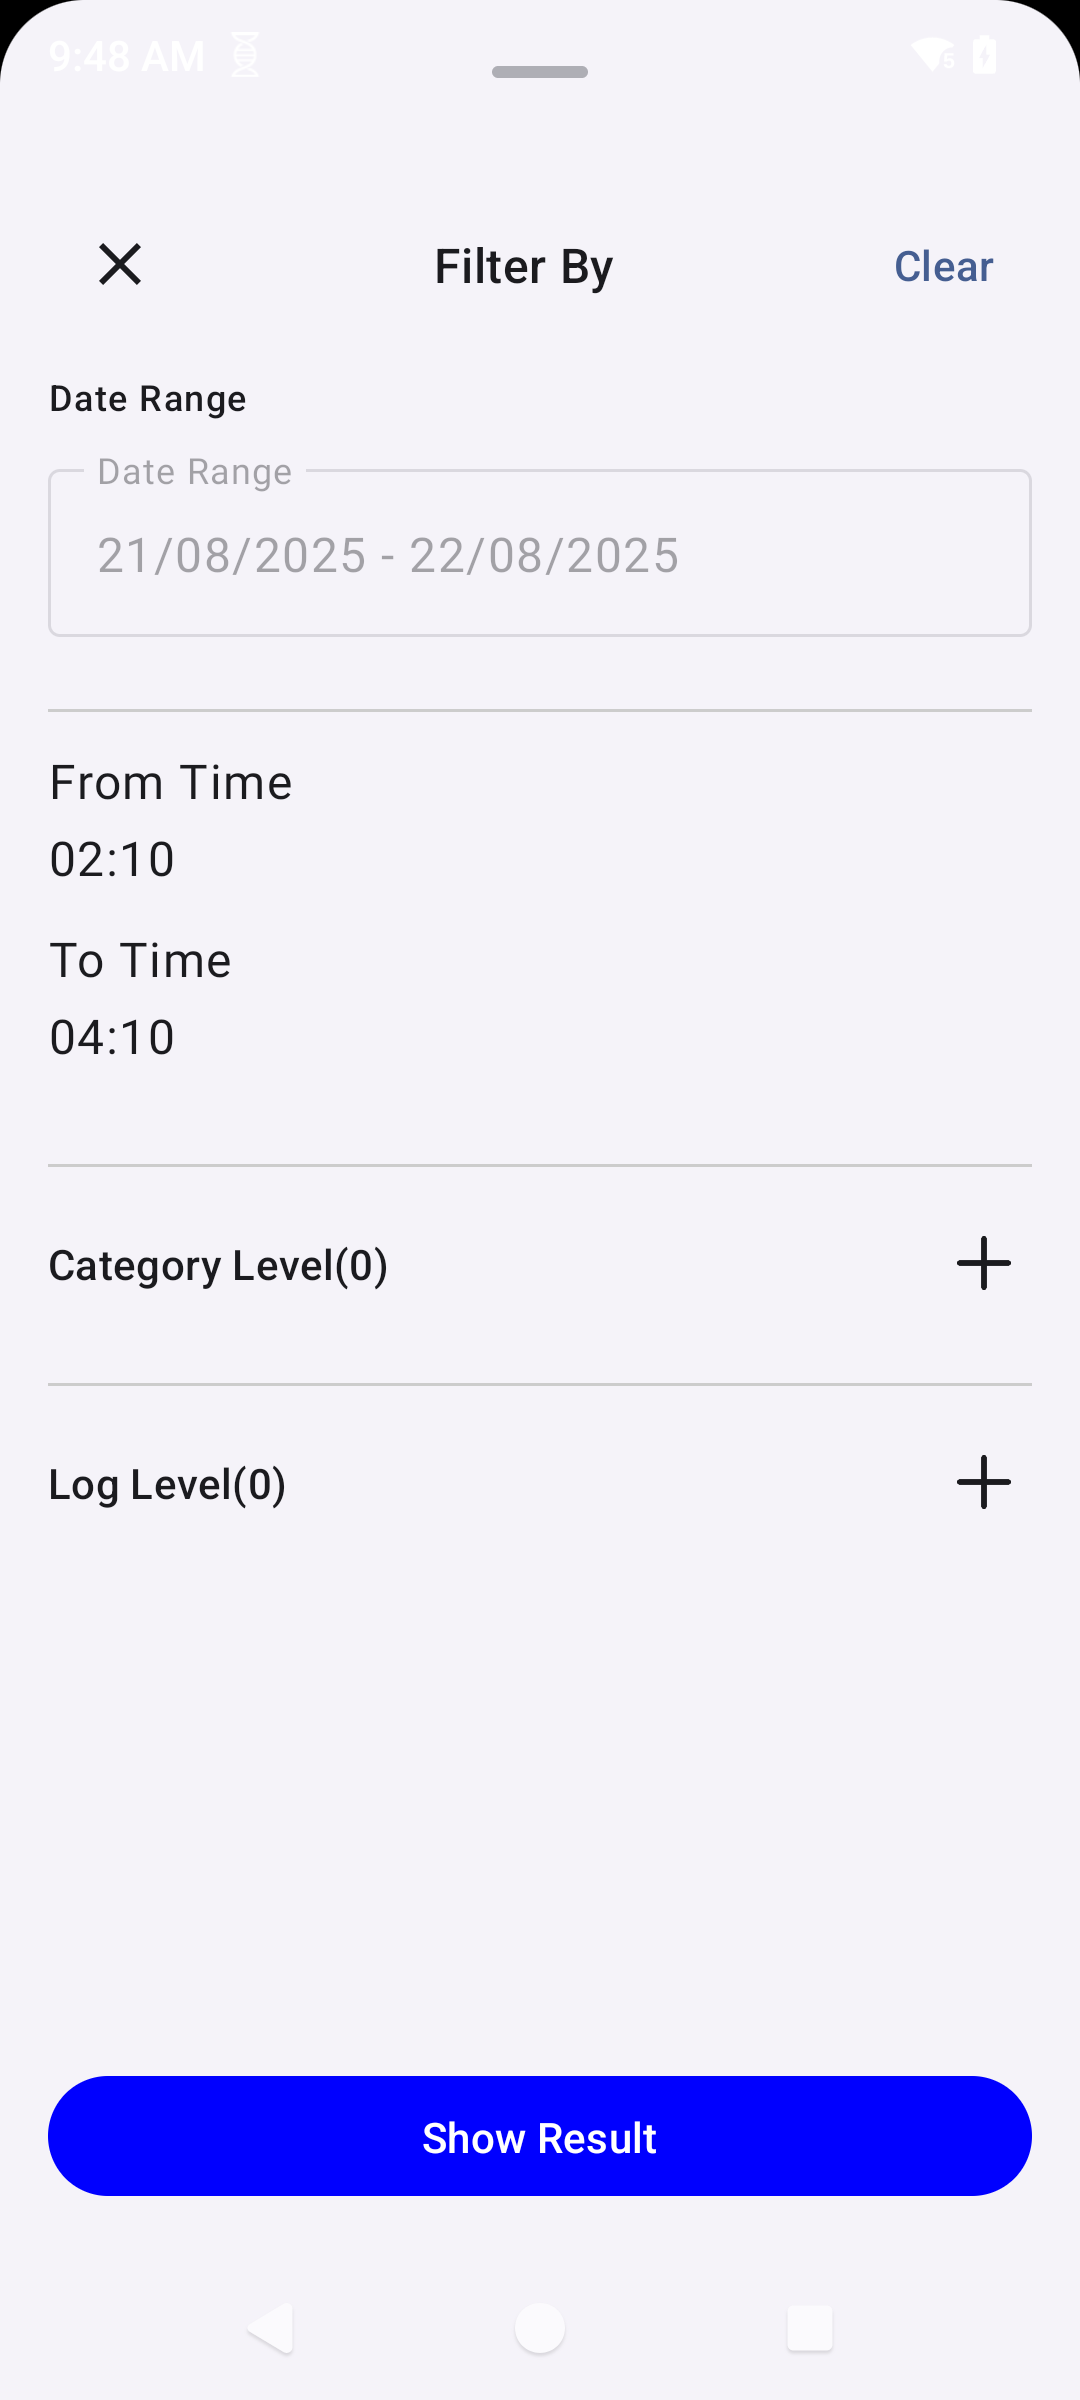 9:48 AM
Filter By
Clear
Date Range
Date Range
21/08/2025 - 22/08/2025
From Time
02:10
To Time
04:10
Category Level(0)
Log Level(0)
Show Result